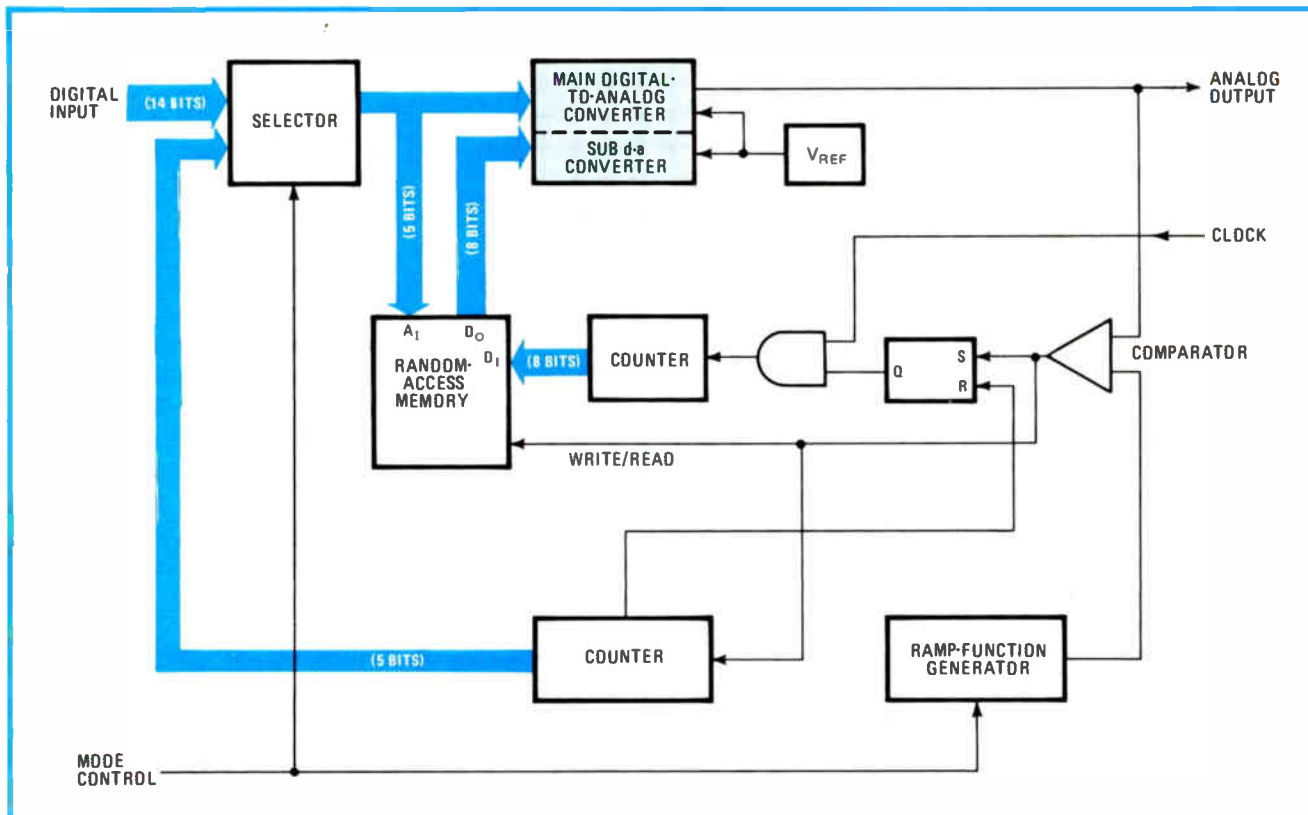 DIGITAL
INPUT
(14 BITS)
SELECTOR
MAIN DIGITAL-
TO-ANALOG
CONVERTER
SUB d-a
CONVERTER
VREF
ANALOG
OUTPUT
CLOCK
(5 BITS)
(8 BITS)
AI
DO
DI
RANDOM-
ACCESS
MEMORY
(8 BITS)
COUNTER
Q
S
R
COMPARATOR
WRITE/READ
(5 BITS)
COUNTER
RAMP-FUNCTION
GENERATOR
MODE
CONTROL